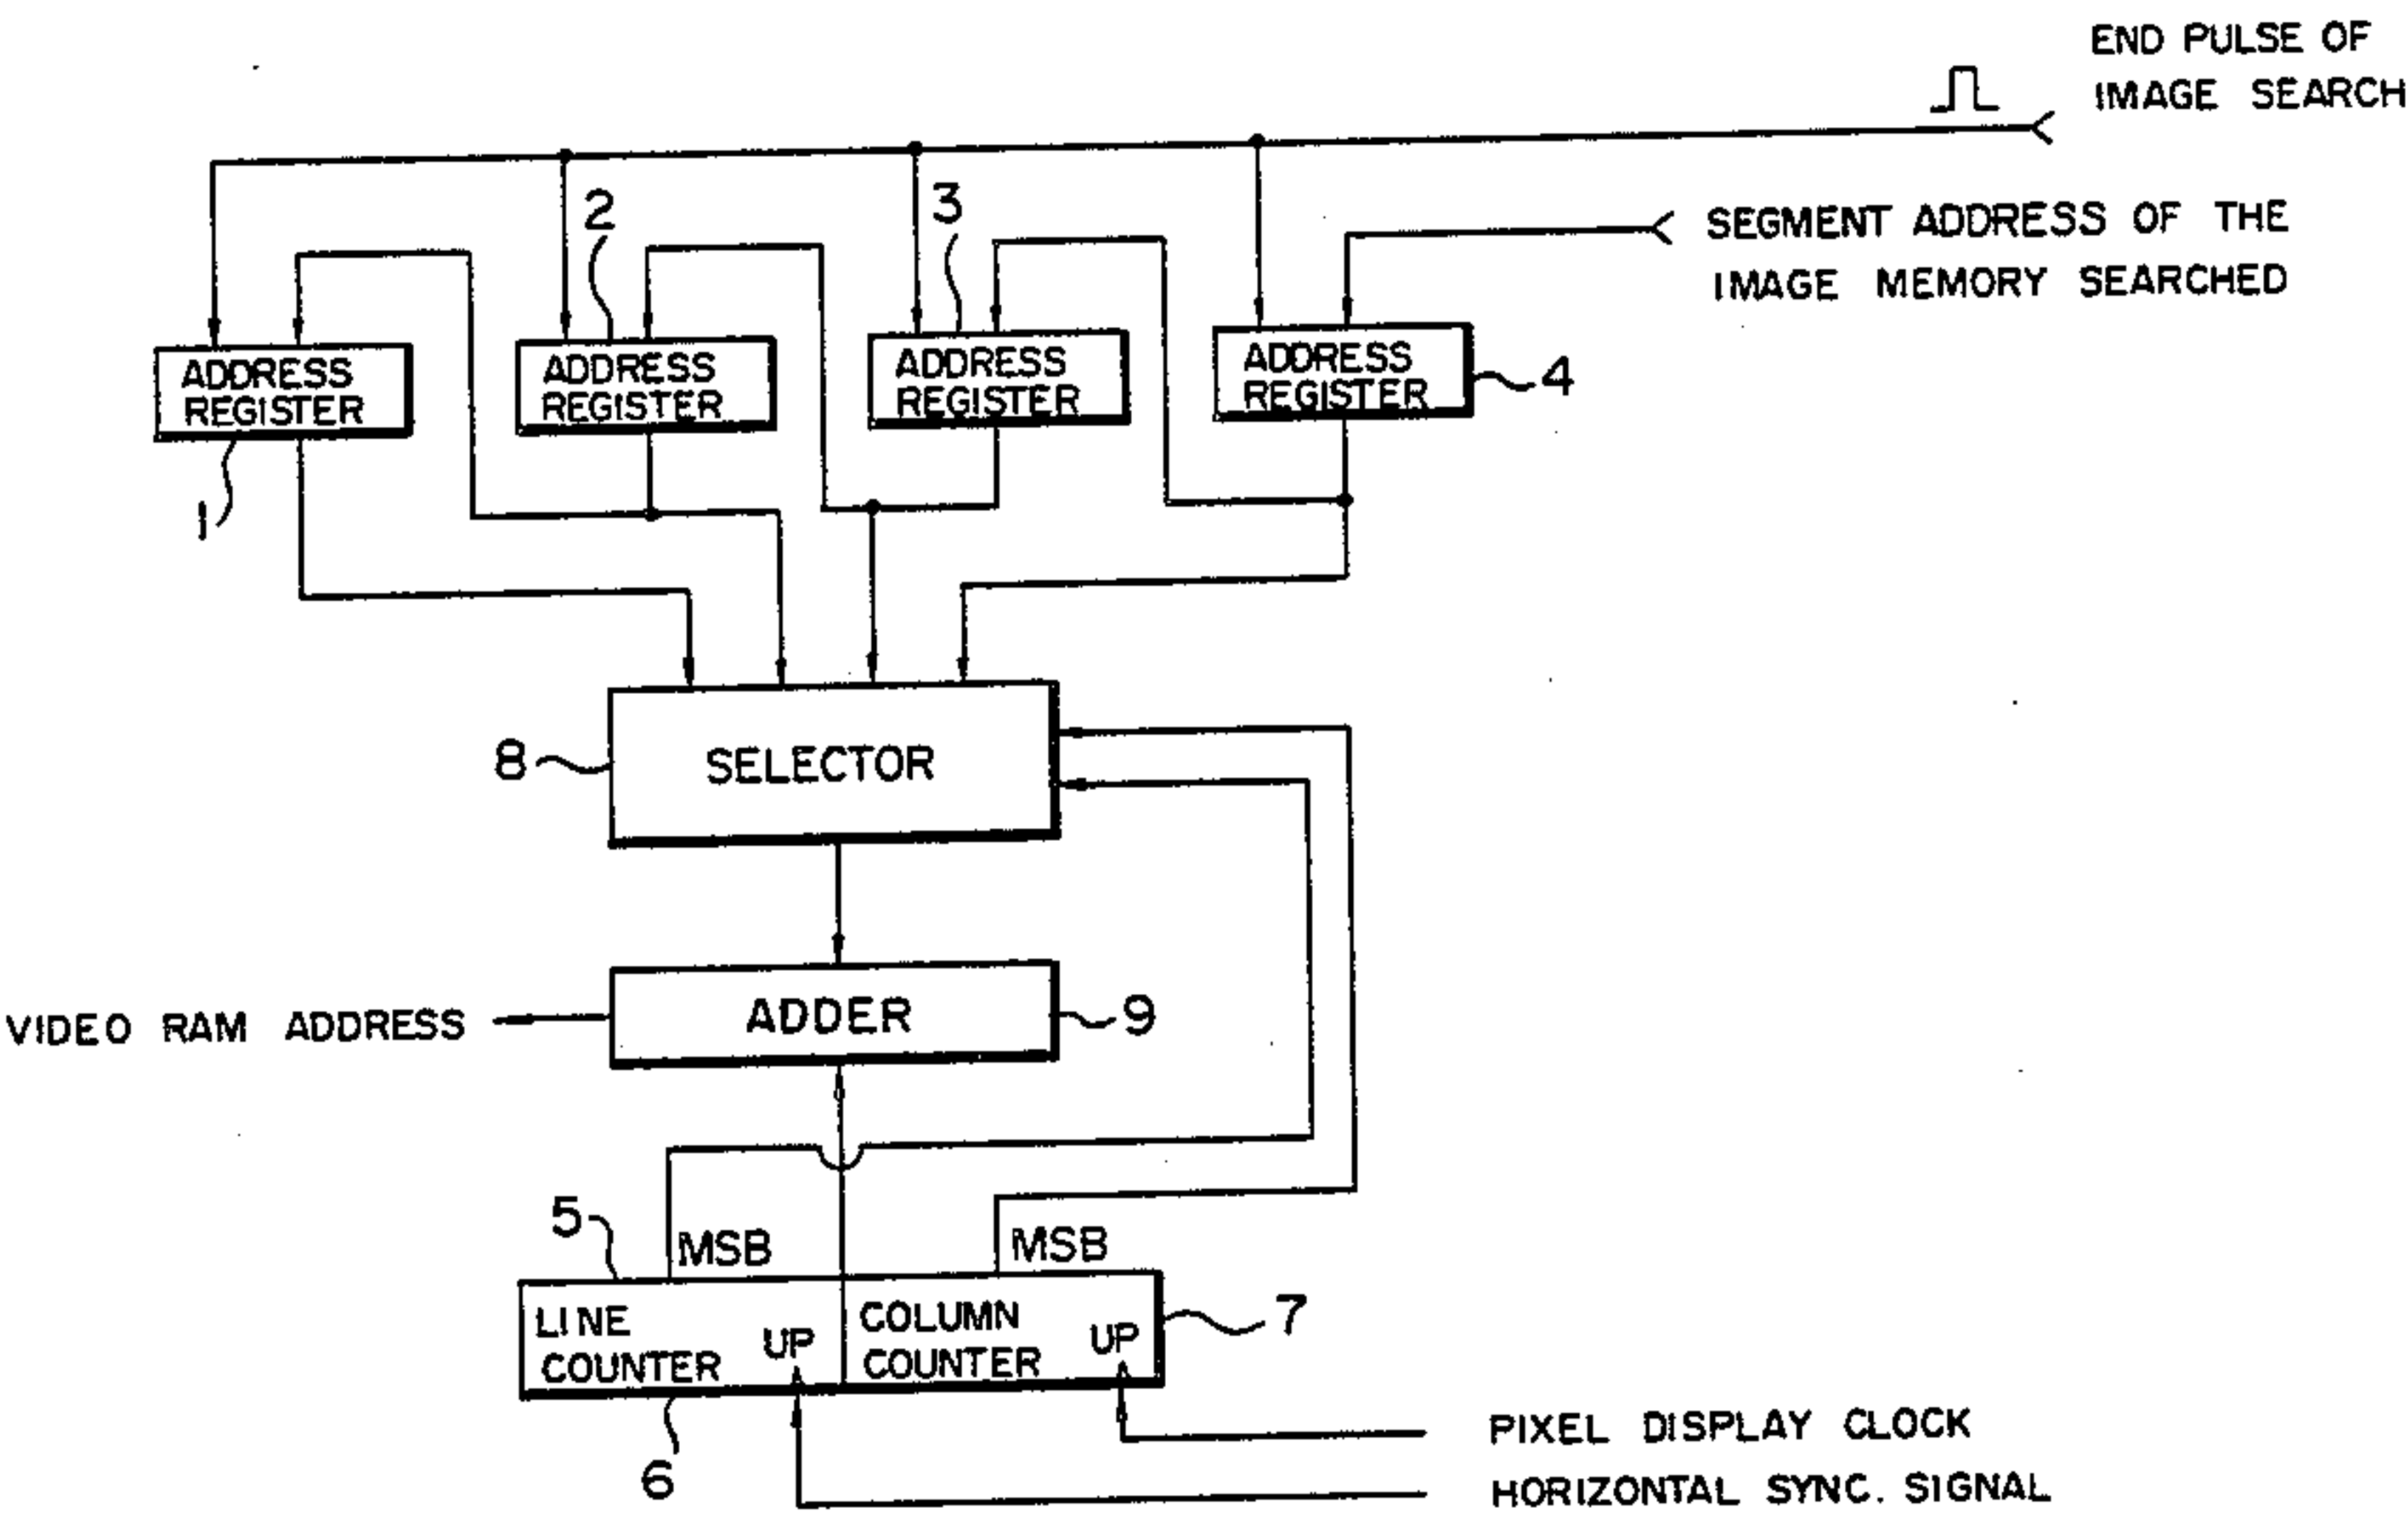 END PULSE OF
IMAGE SEARCH
SEGMENT ADDRESS OF THE
IMAGE MEMORY SEARCHED
2
3
ADDRESS
REGISTER
ADDRESS
REGISTER
ADDRESS
REGISTER
ADDRESS
REGISTER
4
1
8
SELECTOR
VIDEO RAM ADDRESS
ADDER
9
5
MSB
MSB
LINE
COUNTER
UP
COLUMN
COUNTER
UP
7
6
PIXEL DISPLAY CLOCK
HORIZONTAL SYNC. SIGNAL